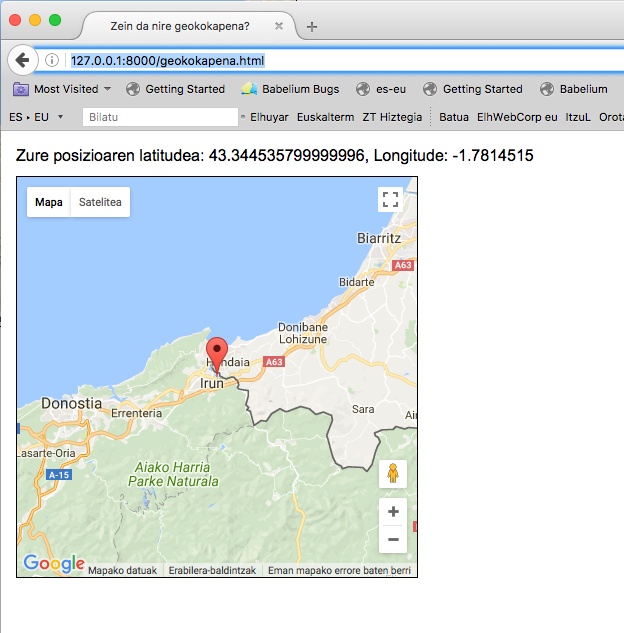 Zein da nire geokokapena?
127.0.0.1:8000/geokokapena.html
Most Visited Getting Started Babelium Bugs es-eu Getting Started Babelium
ES ‣ EU Bilatu Elhuyar Euskalterm ZT Hiztegia Batua ElhWebCorp eu ItzuL Orota
Zure posizioaren latitudea: 43.344535799999996, Longitude: -1.7814515
Mapa Satelitea
Biarritz
A63
Bidarte
Donibane
Lohizune
Hendaia A63
Irun
Donostia
Errenteria
Sara
Lasarte-Oria
A-15
Aiako Harria
Parke Naturala
Google Mapako datuak Erabilera-baldintzak Eman mapako errore baten berri